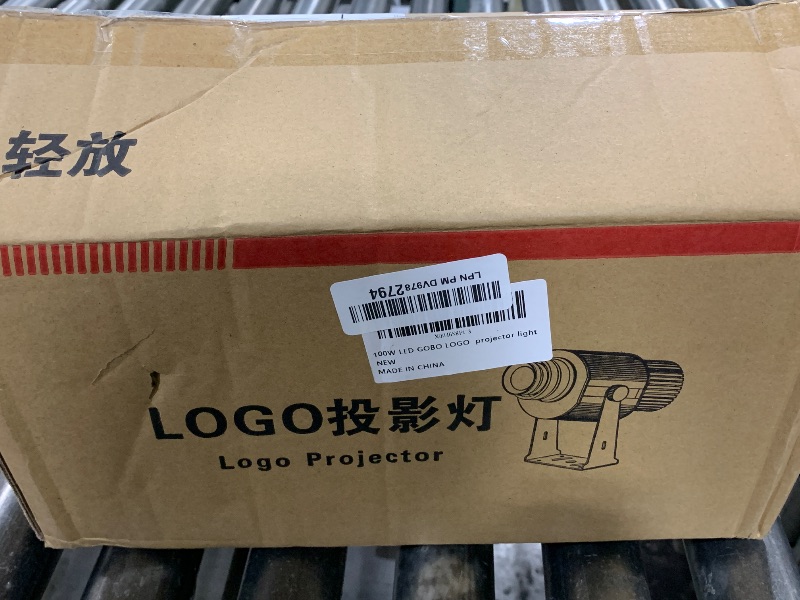 轻放
LPN PM DV9782794
100W LED GOBO LOGO projector light
NEW
MADE IN CHINA
LOGO投影灯
Logo Projector